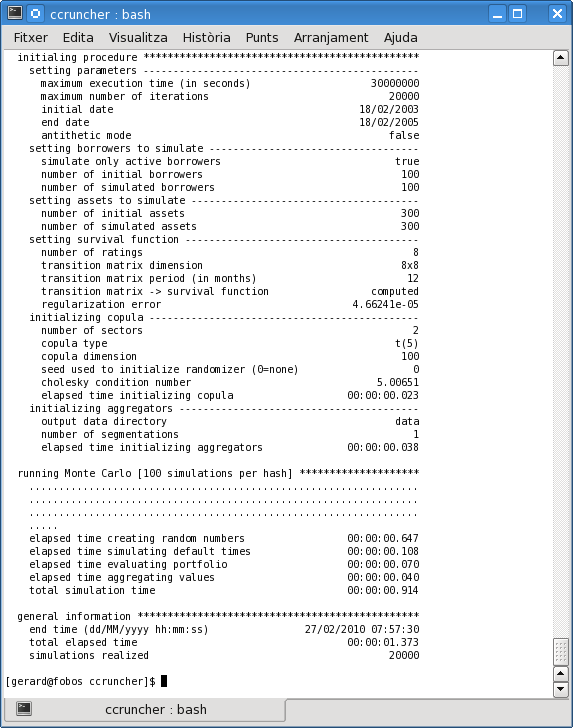 ccruncher : bash
Fitxer Edita Visualitza Història Punts Arranjament Ajuda
initialing procedure **********************************************
setting parameters ----------------------------------------------
maximum execution time (in seconds) 30000000
maximum number of iterations 20000
initial date 18/02/2003
end date 18/02/2005
antithetic mode false
setting borrowers to simulate -----------------------------------
simulate only active borrowers true
number of initial borrowers 100
number of simulated borrowers 100
setting assets to simulate --------------------------------------
number of initial assets 300
number of simulated assets 300
setting survival function ---------------------------------------
number of ratings 8
transition matrix dimension 8x8
transition matrix period (in months) 12
transition matrix -> survival function computed
regularization error 4.66241e-05
initializing copula ---------------------------------------------
number of sectors 2
copula type t(5)
copula dimension 100
seed used to initialize randomizer (0=none) 0
cholesky condition number 5.00651
elapsed time initializing copula 00:00:00.023
initializing aggregators ----------------------------------------
output data directory data
number of segmentations 1
elapsed time initializing aggregators 00:00:00.038
running Monte Carlo [100 simulations per hash] ********************
.................................................................
.................................................................
.................................................................
.....
elapsed time creating random numbers 00:00:00.647
elapsed time simulating default times 00:00:00.108
elapsed time evaluating portfolio 00:00:00.070
elapsed time aggregating values 00:00:00.040
total simulation time 00:00:00.914
general information ***********************************************
end time (dd/MM/yyyy hh:mm:ss) 27/02/2010 07:57:30
total elapsed time 00:00:01.373
simulations realized 20000
[gerard@fobos ccruncher]$
ccruncher : bash